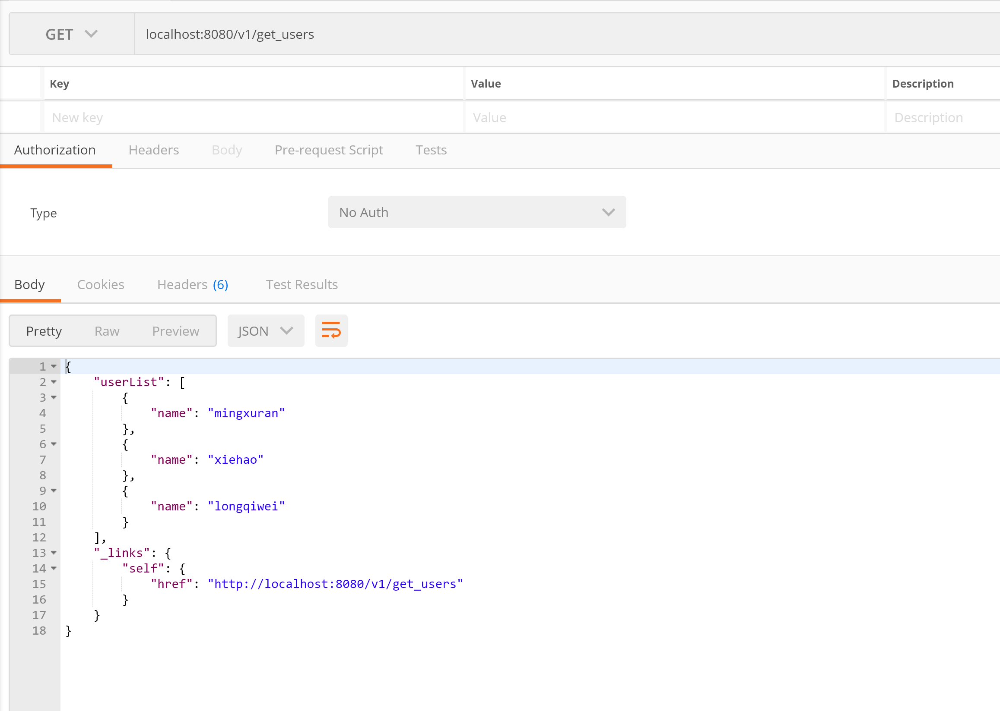 GET localhost:8080/v1/get_users
Key Value Description
New key Value Description
Authorization Headers Body Pre-request Script Tests
Type No Auth
Body Cookies Headers (6) Test Results
Pretty Raw Preview JSON
1 {
2 "userList": [
3 {
4 "name": "mingxuran"
5 },
6 {
7 "name": "xiehao"
8 },
9 {
10 "name": "longqiwei"
11 }
12 ],
13 "_links": {
14 "self": {
15 "href": "http://localhost:8080/v1/get_users"
16 }
17 }
18 }